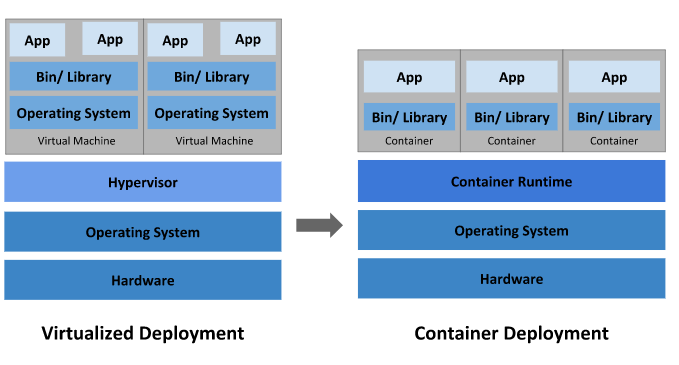 App App App App
Bin/ Library Bin/ Library
Operating System Operating System
Virtual Machine Virtual Machine
Hypervisor
Operating System
Hardware
Virtualized Deployment
App App App
Bin/ Library Bin/ Library Bin/ Library
Container Container Container
Container Runtime
Operating System
Hardware
Container Deployment